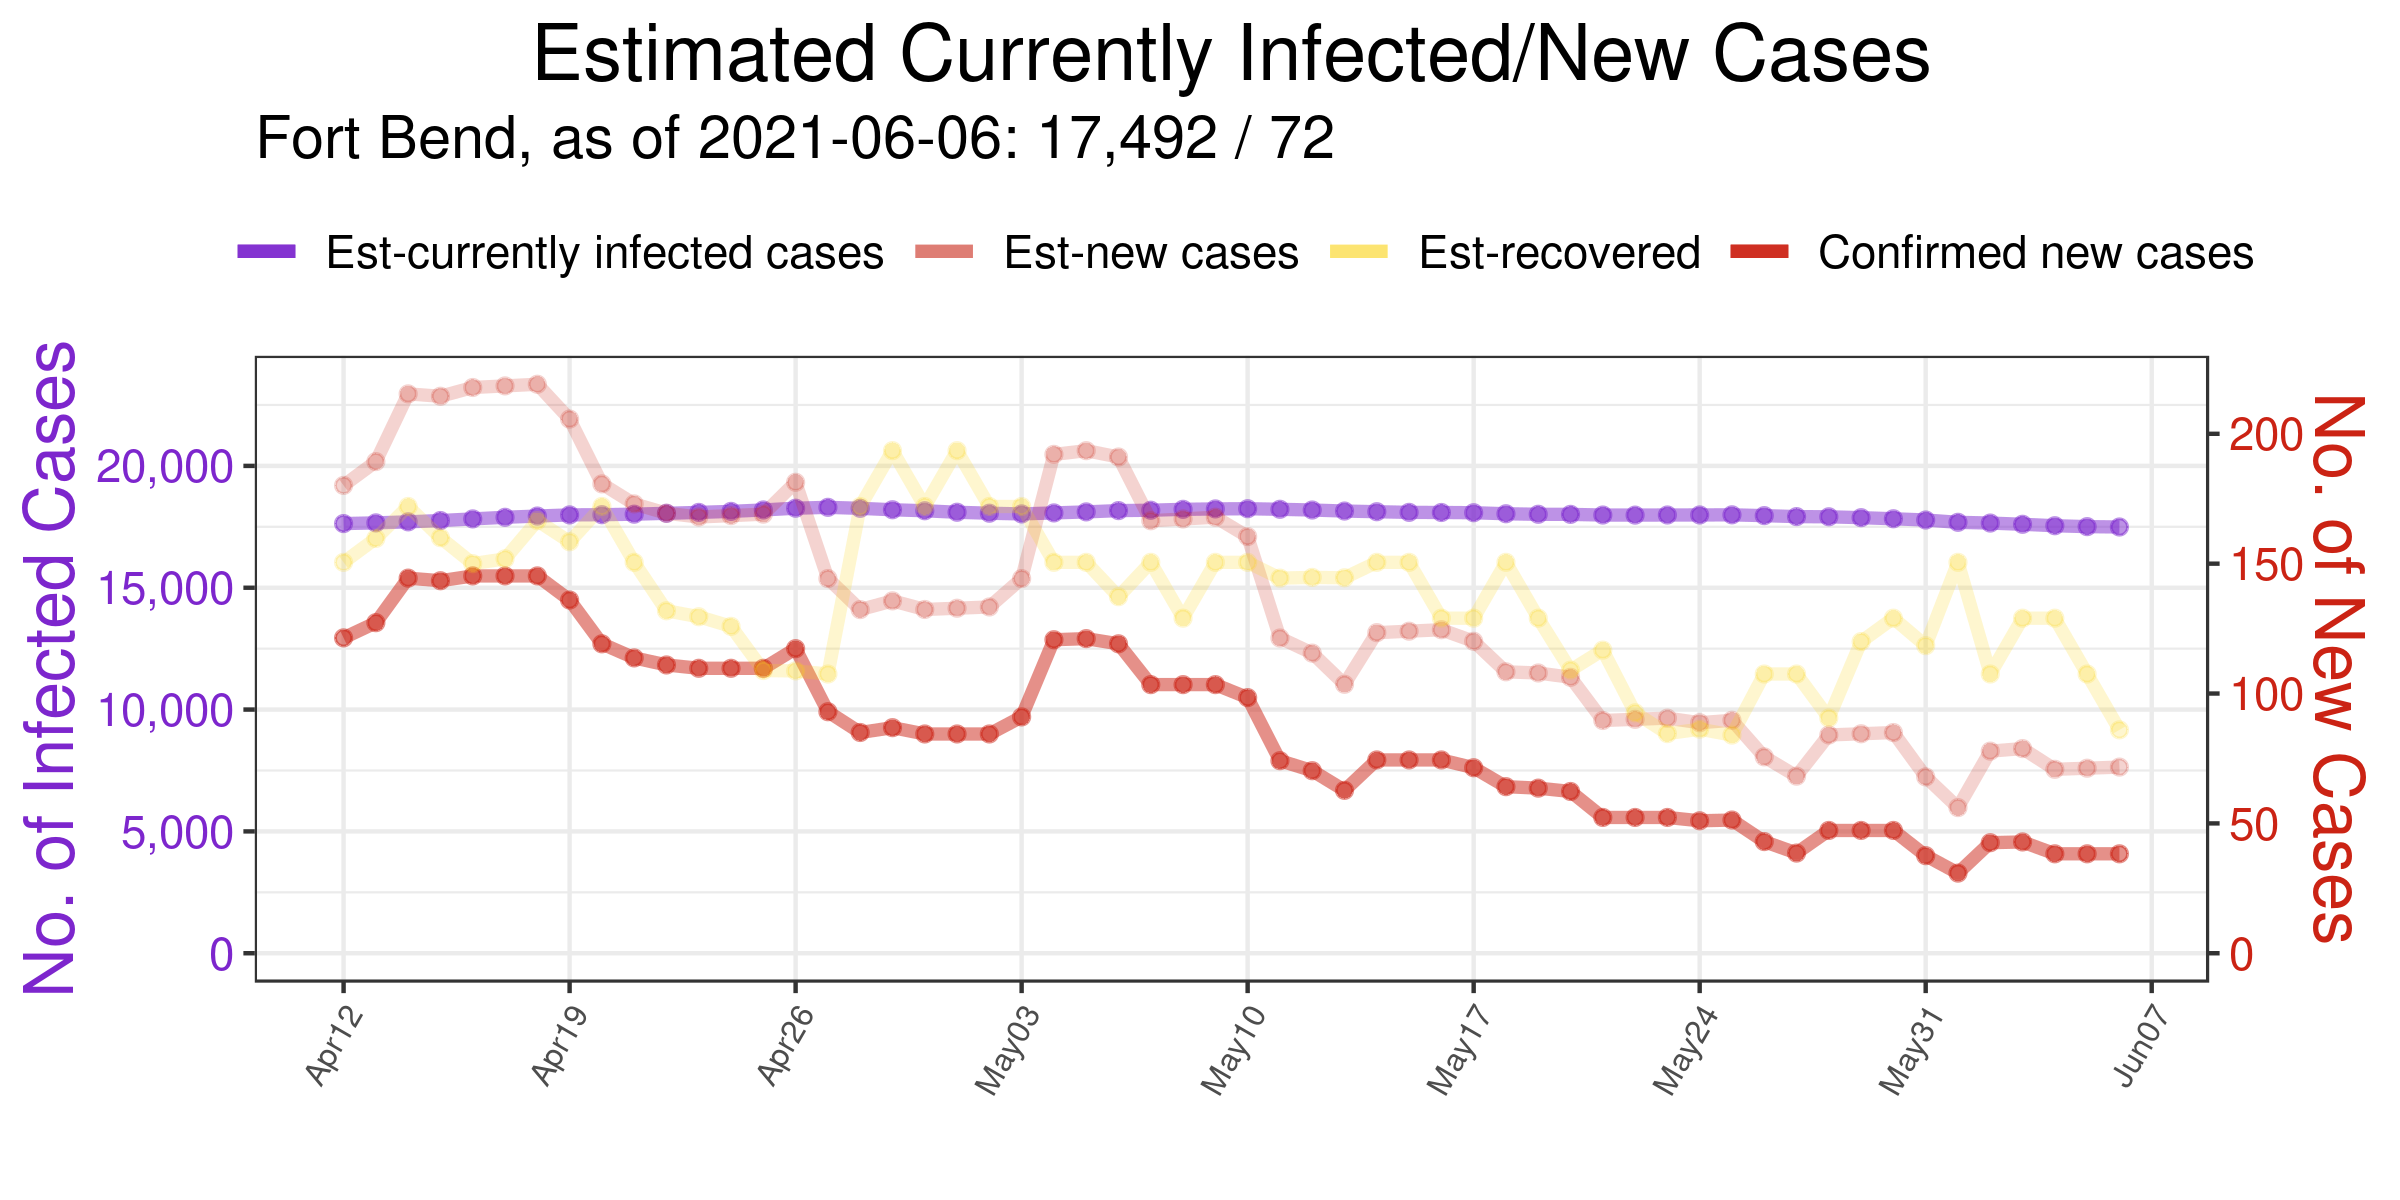 Estimated Currently Infected/New Cases
Fort Bend, as of 2021-06-06: 17,492 / 72
Est-currently infected cases Est-new cases Est-recovered Confirmed new cases
No. of Infected Cases
20,000
15,000
10,000
5,000
0
200
150
100
50
0
No. of New Cases
Apr12 Apr19 Apr26 May03 May10 May17 May24 May31 Jun07